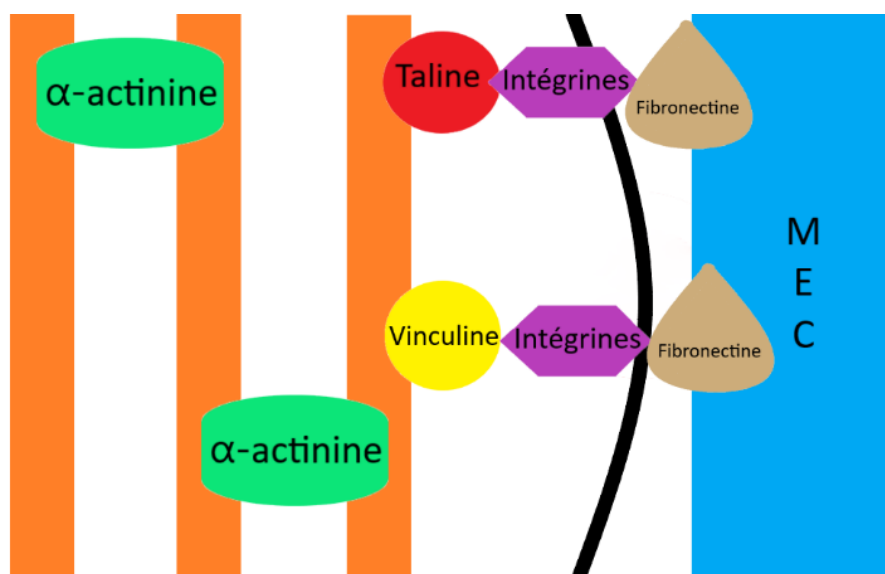 α-actinine
Taline
Intégrines
Fibronectine
M
E
C
Vinculine
Intégrines
Fibronectine
α-actinine